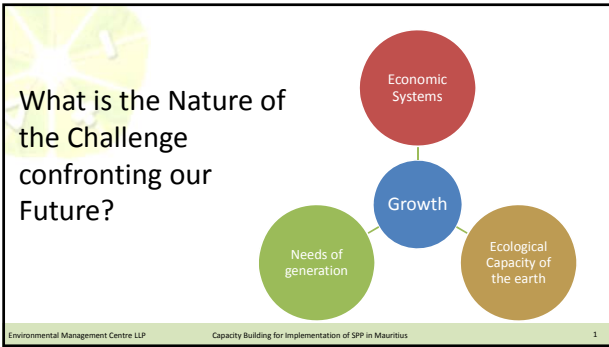 What is the Nature of
the Challenge
confronting our
Future?
Economic
Systems
Growth
Needs of
generation
Ecological
Capacity of
the earth
Environmental Management Centre LLP
Capacity Building for Implementation of SPP in Mauritius
1